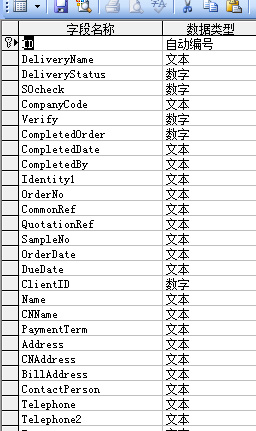 字段名称 数据类型
ID 自动编号
DeliveryName 文本
DeliveryStatus 数字
SOcheck 数字
CompanyCode 文本
Verify 数字
CompletedOrder 数字
CompletedDate 文本
CompletedBy 文本
Identity1 文本
OrderNo 文本
CommonRef 文本
QuotationRef 文本
SampleNo 文本
OrderDate 文本
DueDate 文本
ClientID 数字
Name 文本
CNName 文本
PaymentTerm 文本
Address 文本
CNAddress 文本
BillAddress 文本
ContactPerson 文本
Telephone 文本
Telephone2 文本